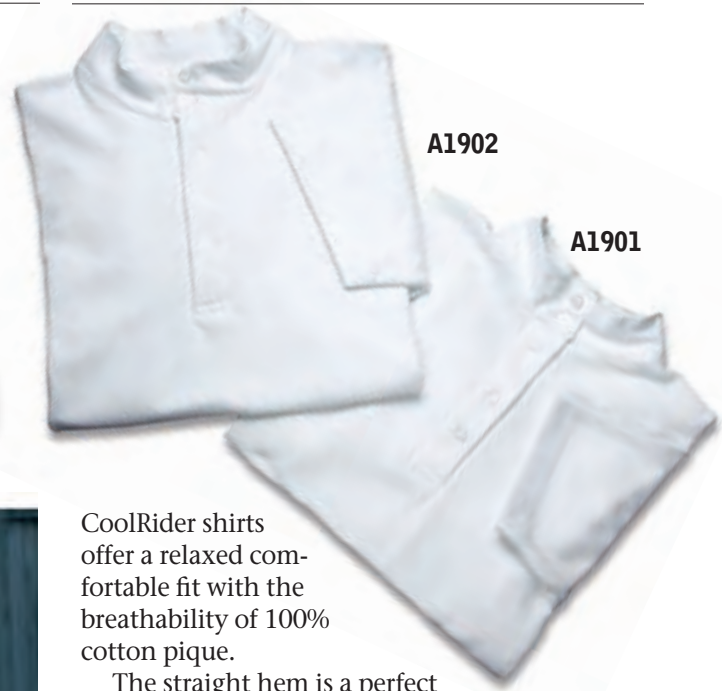 A1902
A1901
CoolRider shirts
offer a relaxed com-
fortable fit with the
breathability of 100%
cotton pique.
The straight hem is a perfect